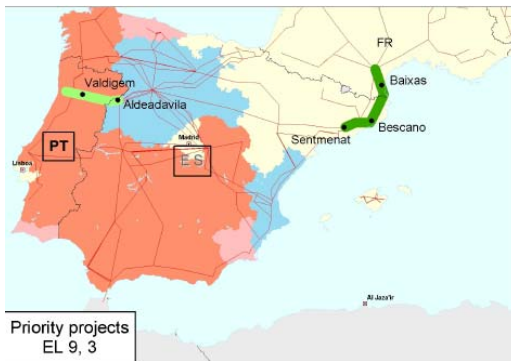 FR
Baixas
Valdigem
Aldeadavila
Bescano
Sentmenat
Madrid
PT
ES
Lisboa
Al Jaza'ir
Priority projects
EL 9, 3